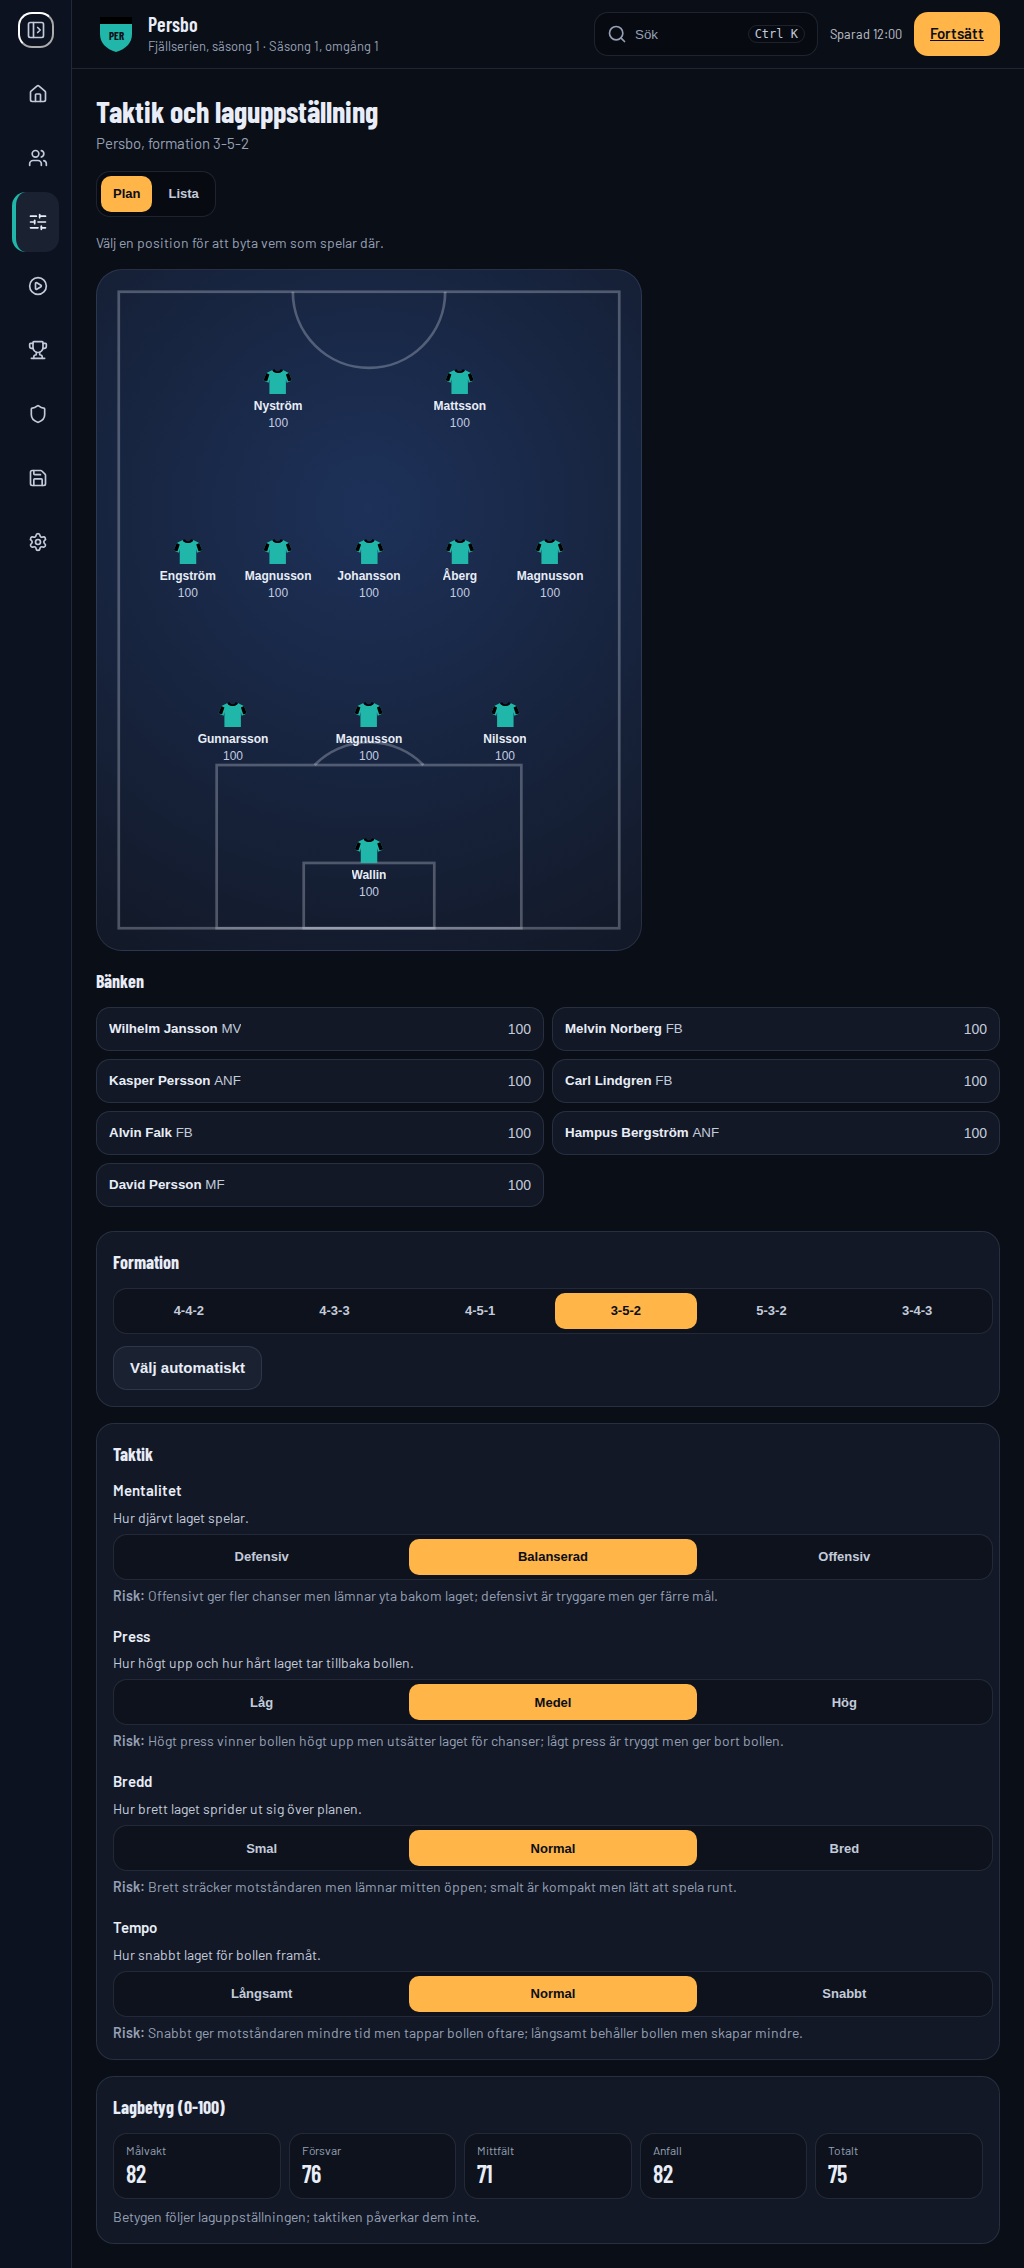 PER
Persbo
Fjällserien, säsong 1 · Säsong 1, omgång 1
Sök
Ctrl K
Sparad 12:00
Fortsätt
Taktik och laguppställning
Persbo, formation 3-5-2
Plan
Lista
Välj en position för att byta vem som spelar där.
Nyström
100
Mattsson
100
Engström
100
Magnusson
100
Johansson
100
Åberg
100
Magnusson
100
Gunnarsson
100
Magnusson
100
Nilsson
100
Wallin
100
Bänken
Wilhelm Jansson MV 100
Melvin Norberg FB 100
Kasper Persson ANF 100
Carl Lindgren FB 100
Alvin Falk FB 100
Hampus Bergström ANF 100
David Persson MF 100
Formation
4-4-2 4-3-3 4-5-1 3-5-2 5-3-2 3-4-3
Välj automatiskt
Taktik
Mentalitet
Hur djärvt laget spelar.
Defensiv Balanserad Offensiv
Risk: Offensivt ger fler chanser men lämnar yta bakom laget; defensivt är tryggare men ger färre mål.
Press
Hur högt upp och hur hårt laget tar tillbaka bollen.
Låg Medel Hög
Risk: Högt press vinner bollen högt upp men utsätter laget för chanser; lågt press är tryggt men ger bort bollen.
Bredd
Hur brett laget sprider ut sig över planen.
Smal Normal Bred
Risk: Brett sträcker motståndaren men lämnar mitten öppen; smalt är kompakt men lätt att spela runt.
Tempo
Hur snabbt laget för bollen framåt.
Långsamt Normal Snabbt
Risk: Snabbt ger motståndaren mindre tid men tappar bollen oftare; långsamt behåller bollen men skapar mindre.
Lagbetyg (0-100)
Målvakt
82
Försvar
76
Mittfält
71
Anfall
82
Totalt
75
Betygen följer laguppställningen; taktiken påverkar dem inte.